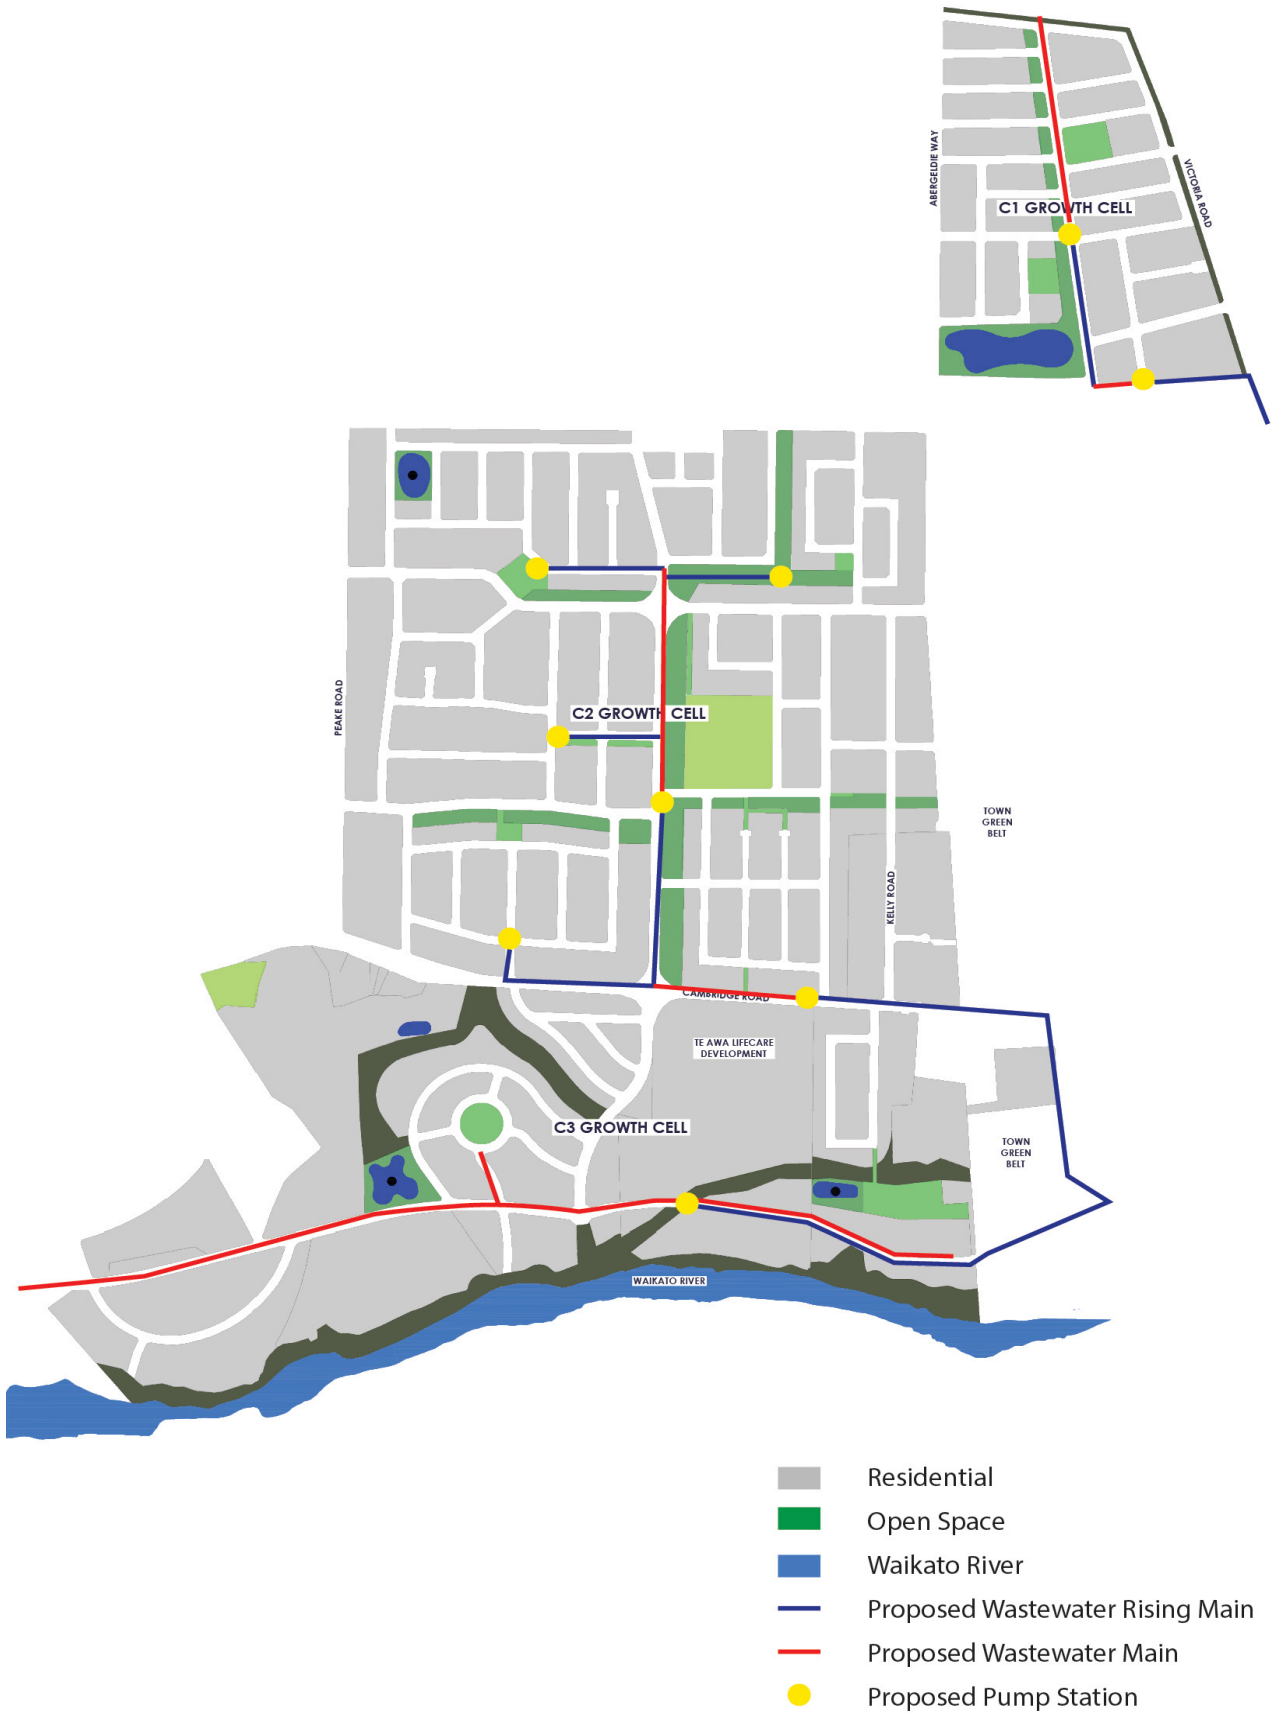 ABERGELDIE WAY
VICTORIA ROAD
C1 GROWTH CELL
PEAKE ROAD
C2 GROWTH CELL
TOWN
GREEN
BELT
KELLY ROAD
CAMBRIDGE ROAD
TE AWA LIFECARE
DEVELOPMENT
C3 GROWTH CELL
TOWN
GREEN
BELT
WAIKATO RIVER
Residential
Open Space
Waikato River
Proposed Wastewater Rising Main
Proposed Wastewater Main
Proposed Pump Station